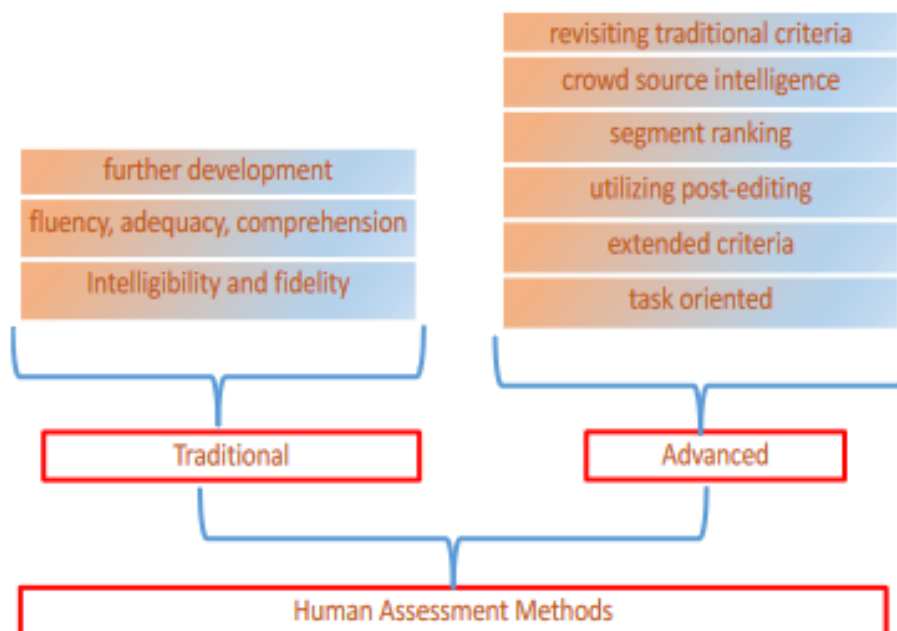 revisiting traditional criteria
crowd source intelligence
segment ranking
utilizing post-editing
extended criteria
task oriented
further development
fluency, adequacy, comprehension
Intelligibility and fidelity
Traditional
Advanced
Human Assessment Methods